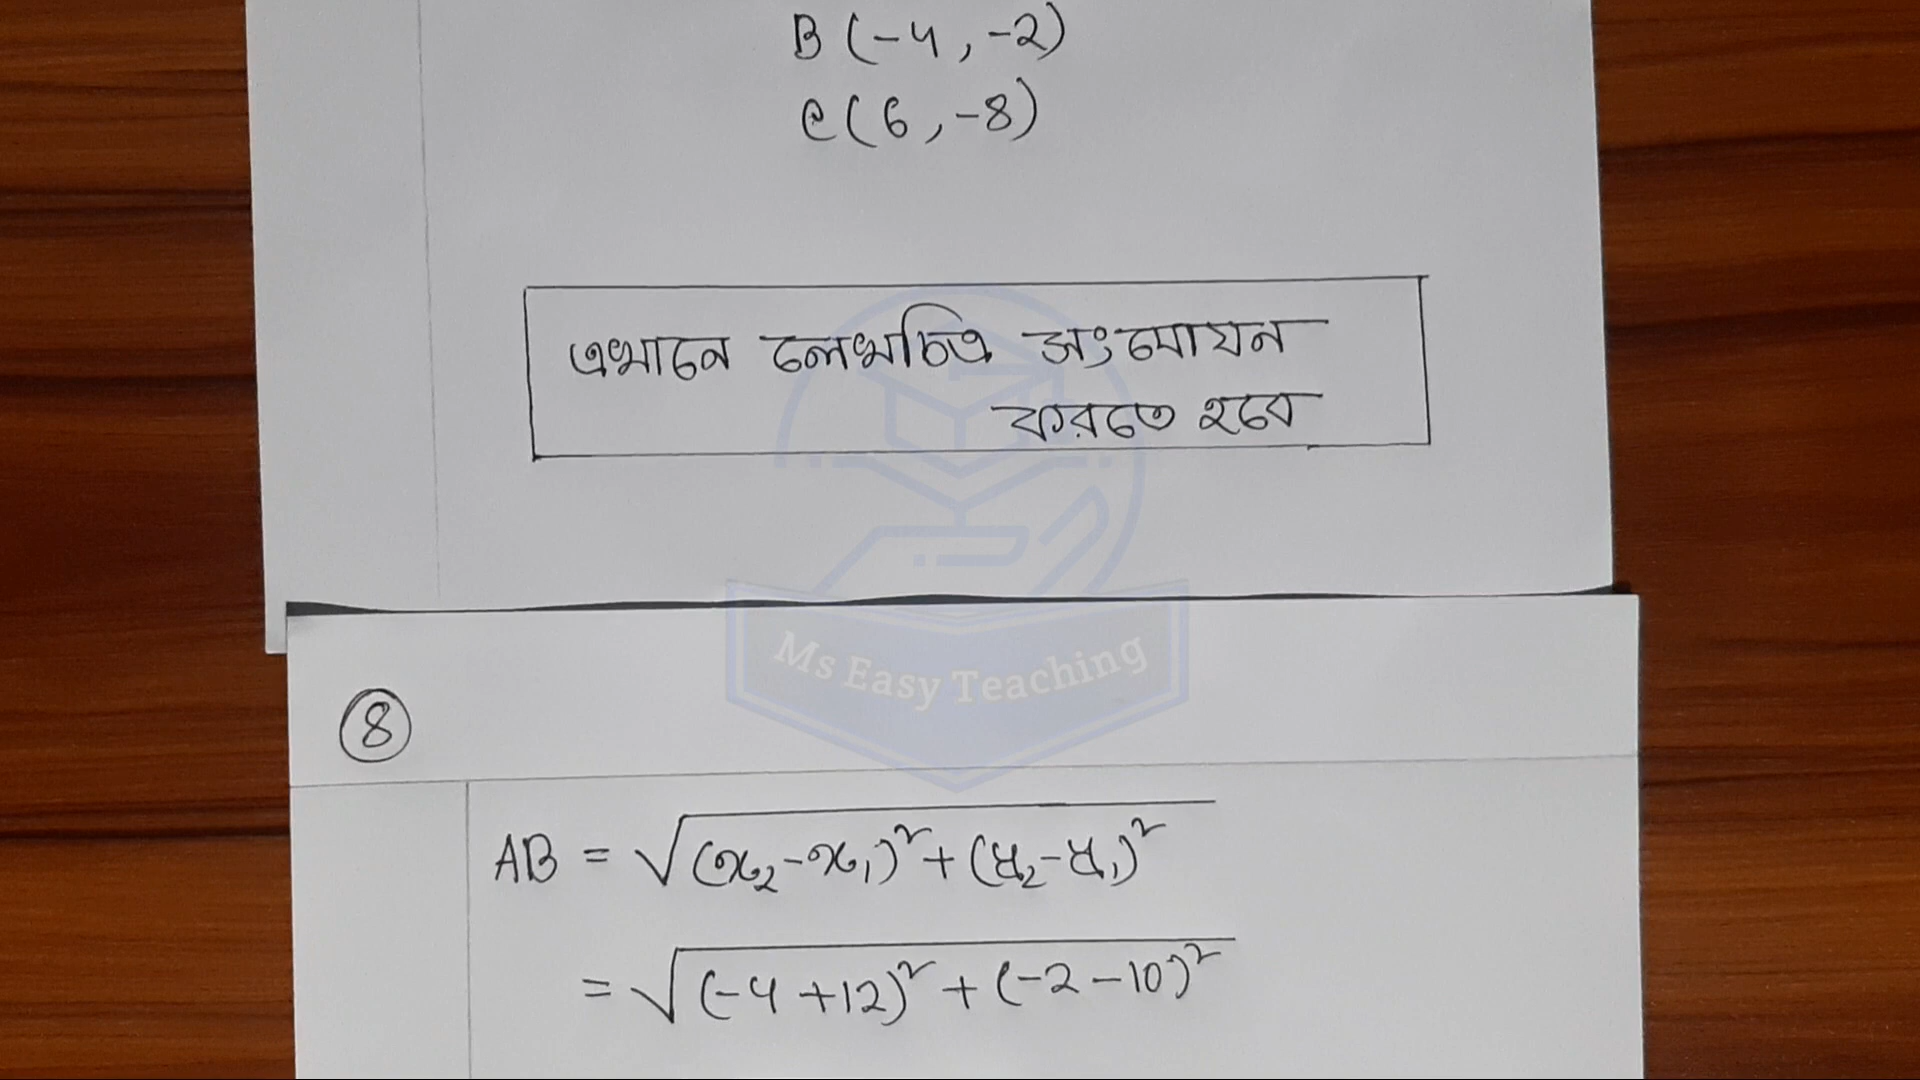 B (-4, -2)
C (6, -8)
এখানে লেখচিত্র সংযোযন
করতে হবে
Ms Easy Teaching
8
AB = √(x₂-x₁)² + (y₂-y₁)²
= √(-4 +12)² + (-2 -10)²